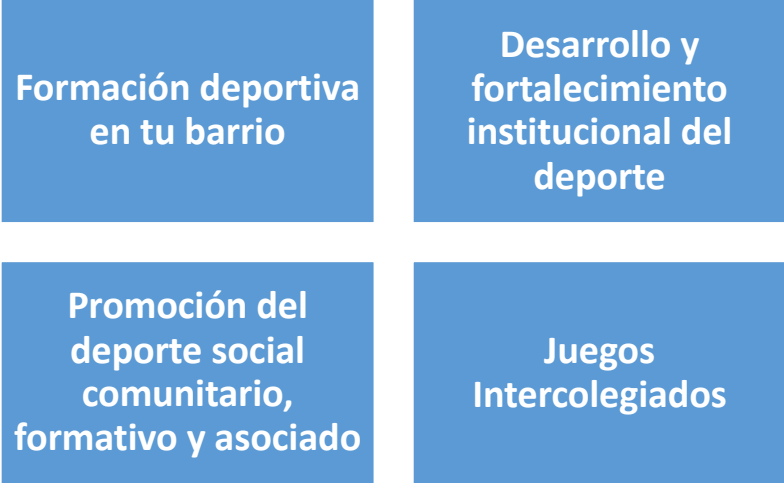 Formación deportiva
en tu barrio
Desarrollo y
fortalecimiento
institucional del
deporte
Promoción del
deporte social
comunitario,
formativo y asociado
Juegos
Intercolegiados